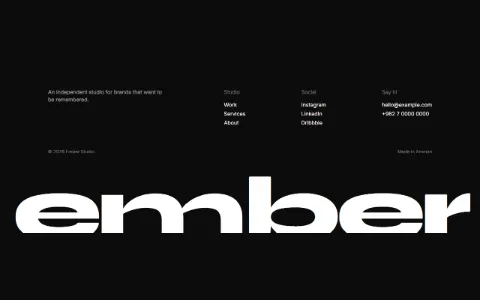 An independent studio for brands that want to
be remembered.
Studio
Work
Services
About
Social
Instagram
LinkedIn
Dribbble
Say hi
hello@example.com
+962 7 0000 0000
© 2025 Ember Studio.
Made in Amman
ember